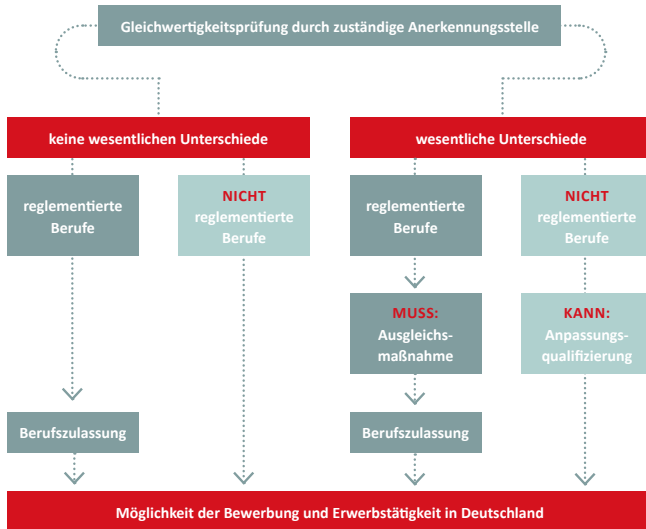 Gleichwertigkeitsprüfung durch zuständige Anerkennungsstelle
keine wesentlichen Unterschiede
wesentliche Unterschiede
reglementierte
Berufe
NICHT
reglementierte
Berufe
reglementierte
Berufe
NICHT
reglementierte
Berufe
MUSS:
Ausgleichs-
maßnahme
KANN:
Anpassungs-
qualifizierung
Berufszulassung
Berufszulassung
Möglichkeit der Bewerbung und Erwerbstätigkeit in Deutschland